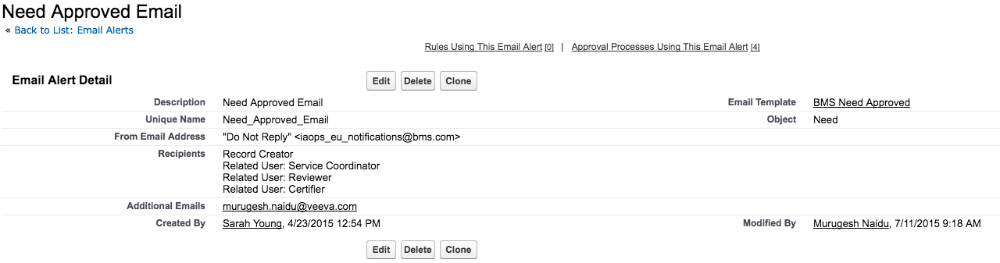 Need Approved Email
« Back to List: Email Alerts
Rules Using This Email Alert [0] | Approval Processes Using This Email Alert [4]
Email Alert Detail Edit Delete Clone
Description Need Approved Email Email Template BMS Need Approved
Unique Name Need_Approved_Email Object Need
From Email Address "Do Not Reply" <iaops_eu_notifications@bms.com>
Recipients Record Creator
Related User: Service Coordinator
Related User: Reviewer
Related User: Certifier
Additional Emails murugesh.naidu@veeva.com
Created By Sarah Young, 4/23/2015 12:54 PM Modified By Murugesh Naidu, 7/11/2015 9:18 AM
Edit Delete Clone